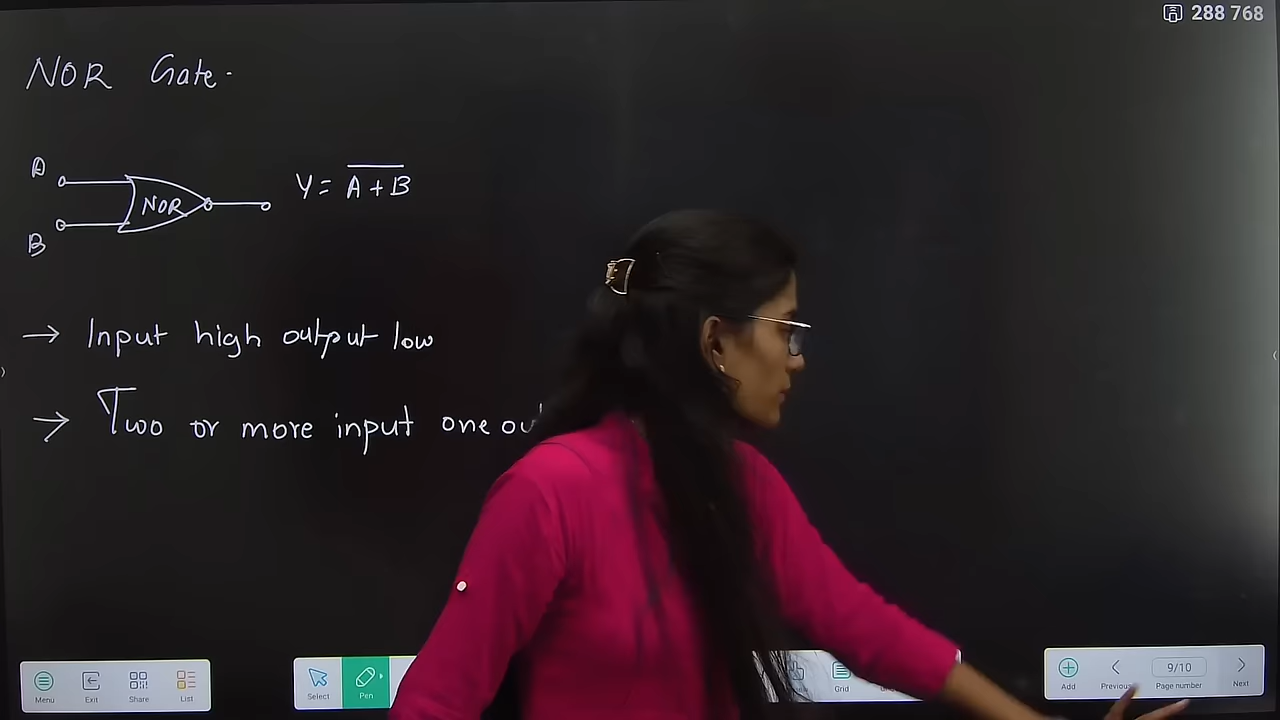 288 768
NOR Gate.
A
B
NOR
Y = \overline{A + B}
→ Input high output low
→ Two or more input one
Menu
Exit
Share
List
Select
Pen
Grid
Add
Previous
9/10
Page number
Next